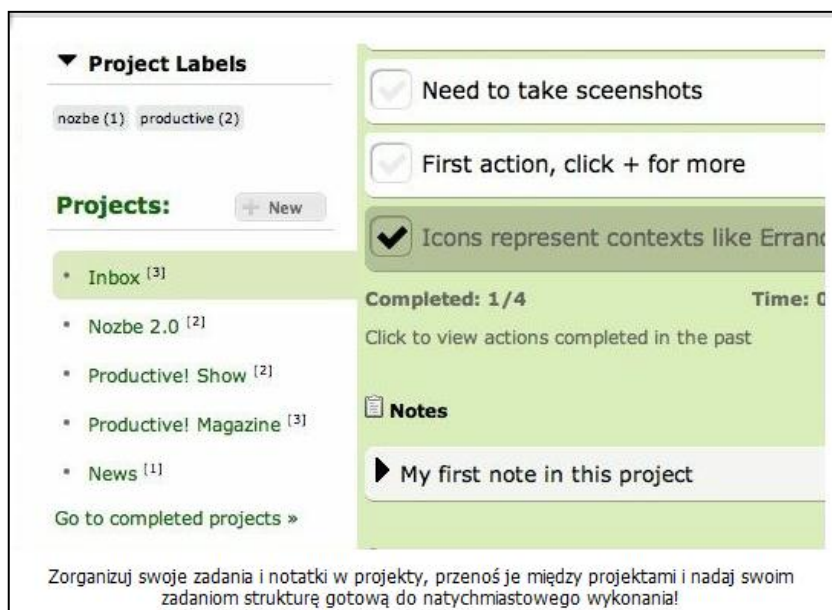 Project Labels
nozbe (1) productive (2)
Projects:
New
Inbox [3]
Nozbe 2.0 [2]
Productive! Show [2]
Productive! Magazine [3]
News [1]
Go to completed projects »
Need to take sceenshots
First action, click + for more
Icons represent contexts like
Completed: 1/4 Time:
Click to view actions completed in the past
Notes
My first note in this project
Zorganizuj swoje zadania i notatki w projekty, przenoś je między projektami i nadaj swoim
zadaniom strukturę gotową do natychmiastowego wykonania!